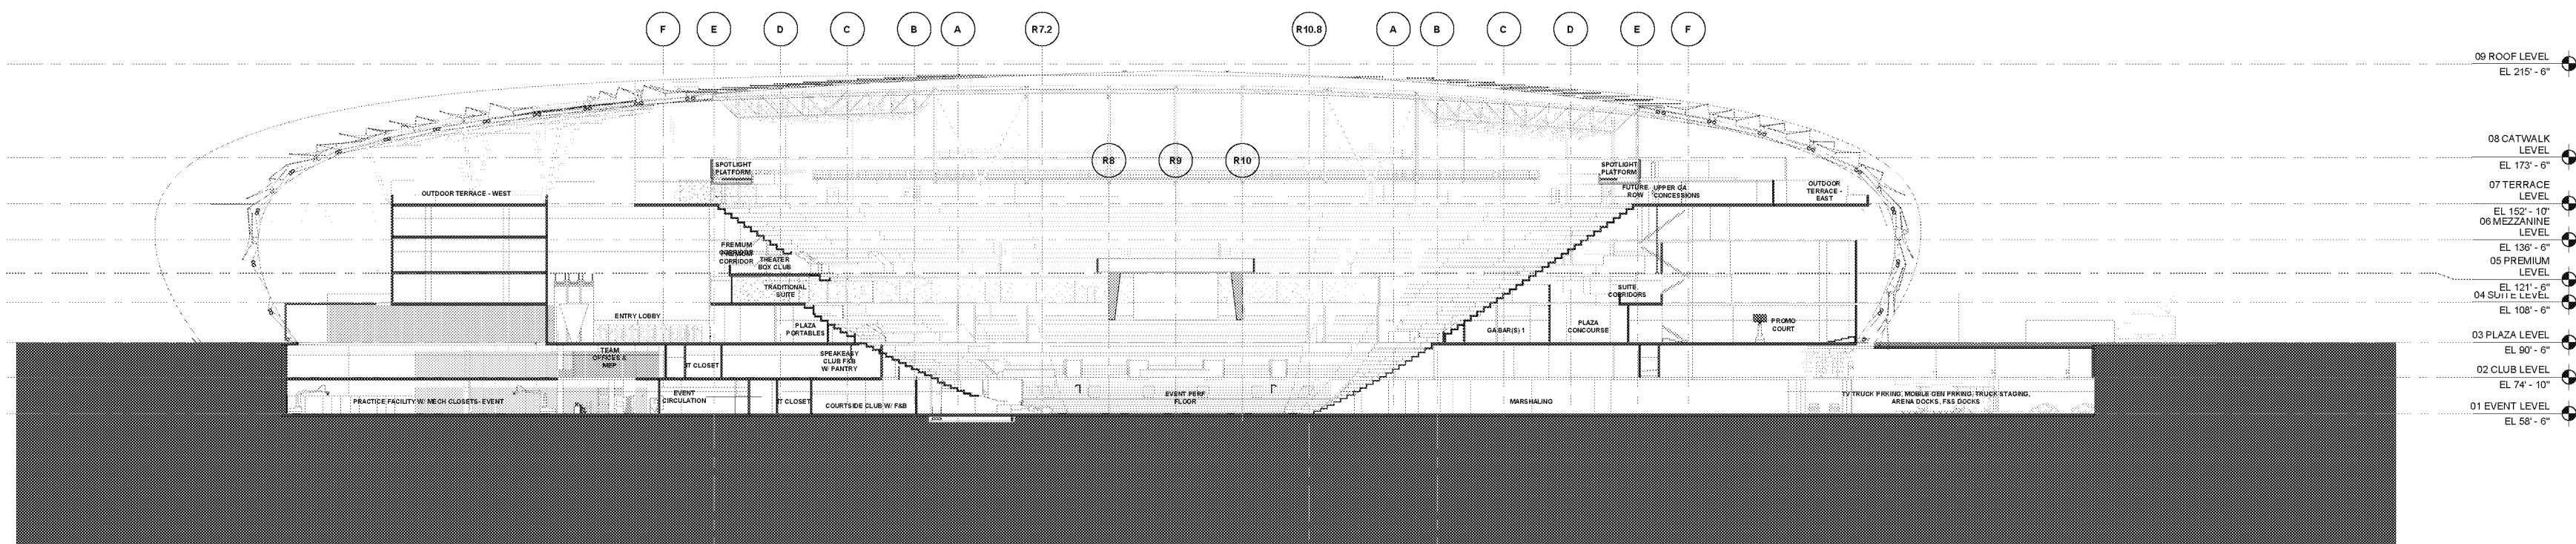 F E D C B A R7.2 R10.8 A B C D E F
09 ROOF LEVEL
EL 215' - 6"
08 CATWALK
LEVEL
EL 173' - 6"
R8 R9 R10
SPOTLIGHT
PLATFORM
SPOTLIGHT
PLATFORM
OUTDOOR TERRACE - WEST
FUTURE
ROW
UPPER GA
CONCESSIONS
OUTDOOR
TERRACE -
EAST
07 TERRACE
LEVEL
EL 152' - 10"
06 MEZZANINE
LEVEL
EL 136' - 6"
PREMIUM
CORRIDOR
THEATER
BOX CLUB
05 PREMIUM
LEVEL
EL 121' - 6"
TRADITIONAL
SUITE
SUITE
CORRIDORS
04 SUITE LEVEL
EL 108' - 6"
ENTRY LOBBY
PLAZA
PORTABLES
GA BAR(S) 1
PLAZA
CONCOURSE
PROMO
COURT
03 PLAZA LEVEL
EL 90' - 6"
TEAM
OFFICES &
MEP
IT CLOSET
SPEAKEASY
CLUB F&B
W/ PANTRY
02 CLUB LEVEL
EL 74' - 10"
PRACTICE FACILITY W/ MECH CLOSETS- EVENT
EVENT
CIRCULATION
IT CLOSET
COURTSIDE CLUB W/ F&B
EVENT PERF
FLOOR
MARSHALING
TV TRUCK PRKING, MOBILE GEN PRKING, TRUCK STAGING,
ARENA DOCKS, F&S DOCKS
01 EVENT LEVEL
EL 58' - 6"